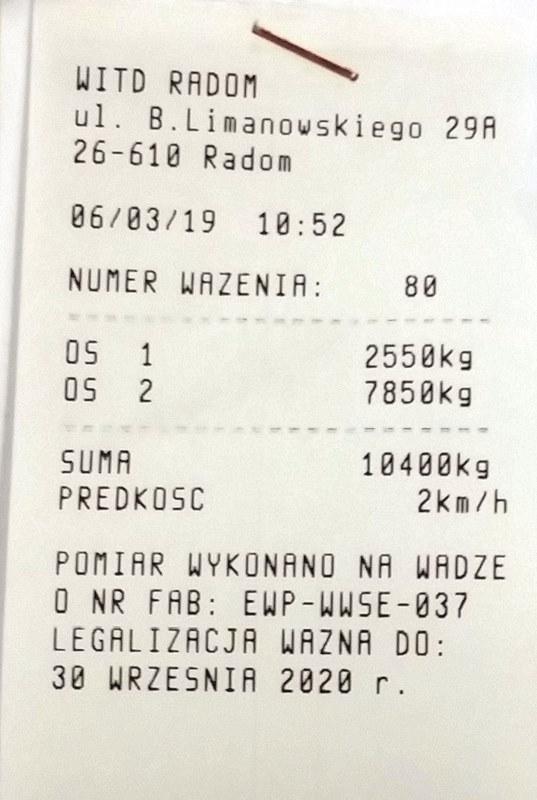 WITD RADOM
ul. B.Limanowskiego 29A
26-610 Radom
06/03/19 10:52
NUMER WAZENIA: 80
OS 1 2550kg
OS 2 7850kg
SUMA 10400kg
PREDKOSC 2km/h
POMIAR WYKONANO NA WADZE
O NR FAB: EWP-WWSE-037
LEGALIZACJA WAZNA DO:
30 WRZESNIA 2020 r.